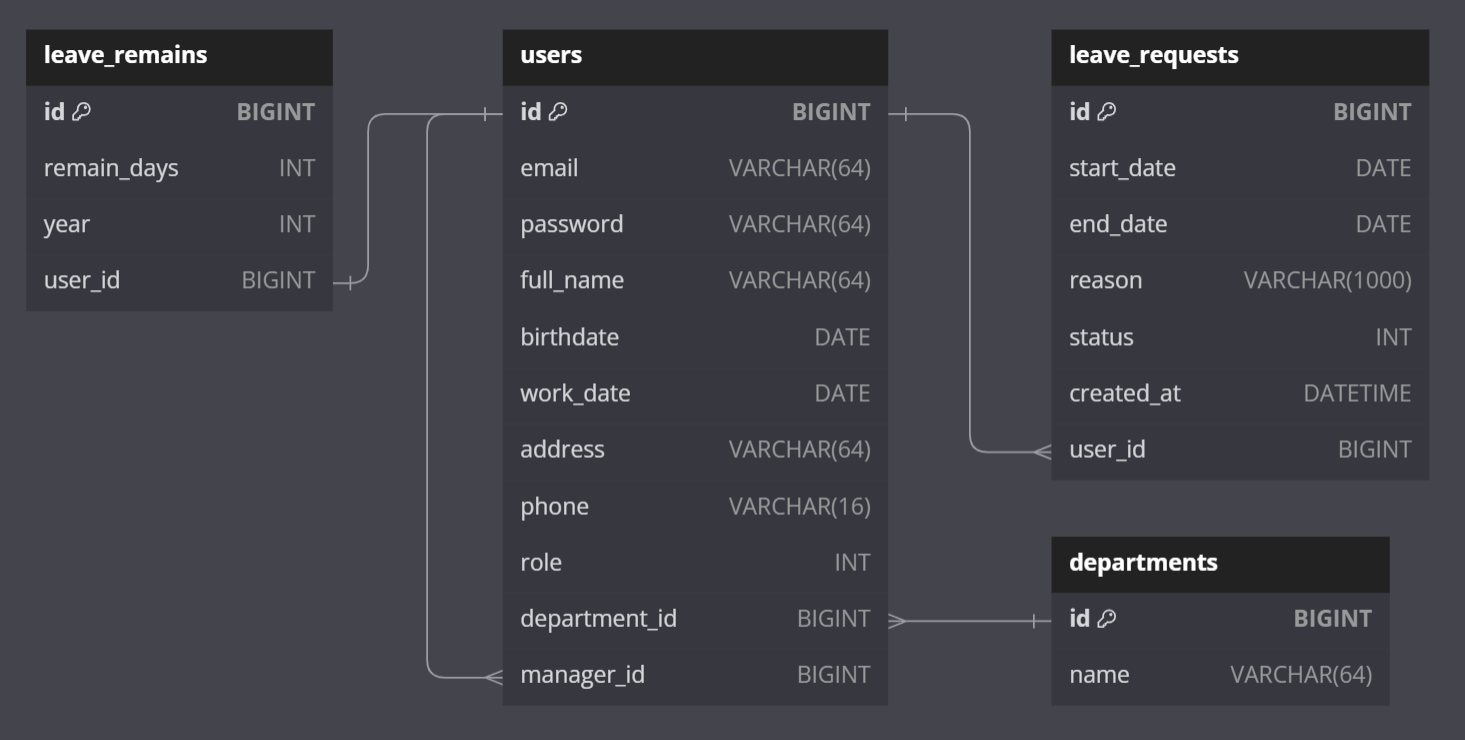 leave_remains
id BIGINT
remain_days INT
year INT
user_id BIGINT
users
id BIGINT
email VARCHAR(64)
password VARCHAR(64)
full_name VARCHAR(64)
birthdate DATE
work_date DATE
address VARCHAR(64)
phone VARCHAR(16)
role INT
department_id BIGINT
manager_id BIGINT
leave_requests
id BIGINT
start_date DATE
end_date DATE
reason VARCHAR(1000)
status INT
created_at DATETIME
user_id BIGINT
departments
id BIGINT
name VARCHAR(64)